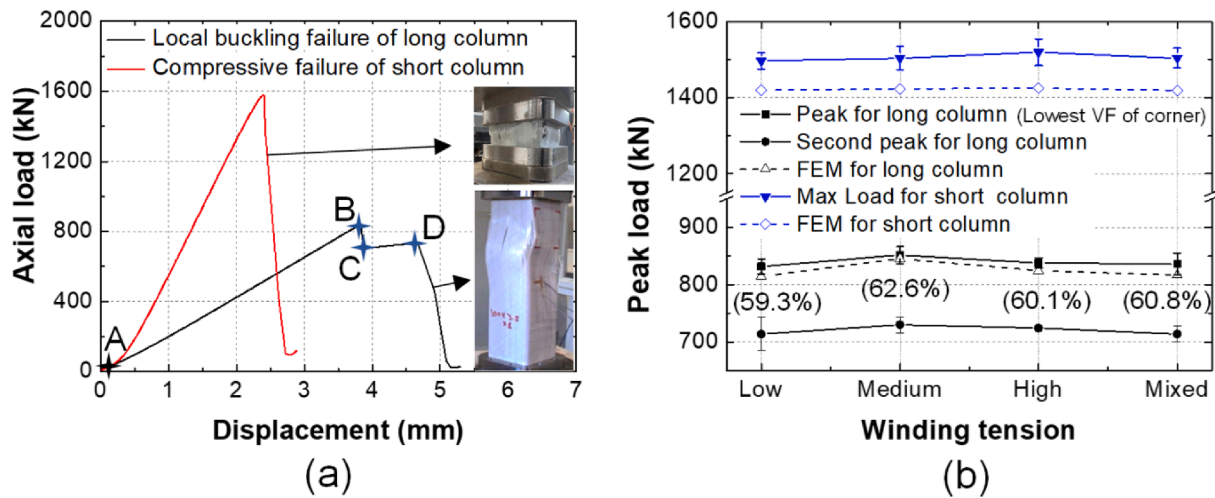 2000
1600
1200
800
400
0
Axial load (kN)
Local buckling failure of long column
Compressive failure of short column
A
B
C
D
0 1 2 3 4 5 6 7
Displacement (mm)
(a)
1600
1400
1200
900
800
700
Peak load (kN)
Peak for long column (Lowest VF of corner)
Second peak for long column
FEM for long column
Max Load for short column
FEM for short column
(59.3%) (62.6%) (60.1%) (60.8%)
Low Medium High Mixed
Winding tension
(b)